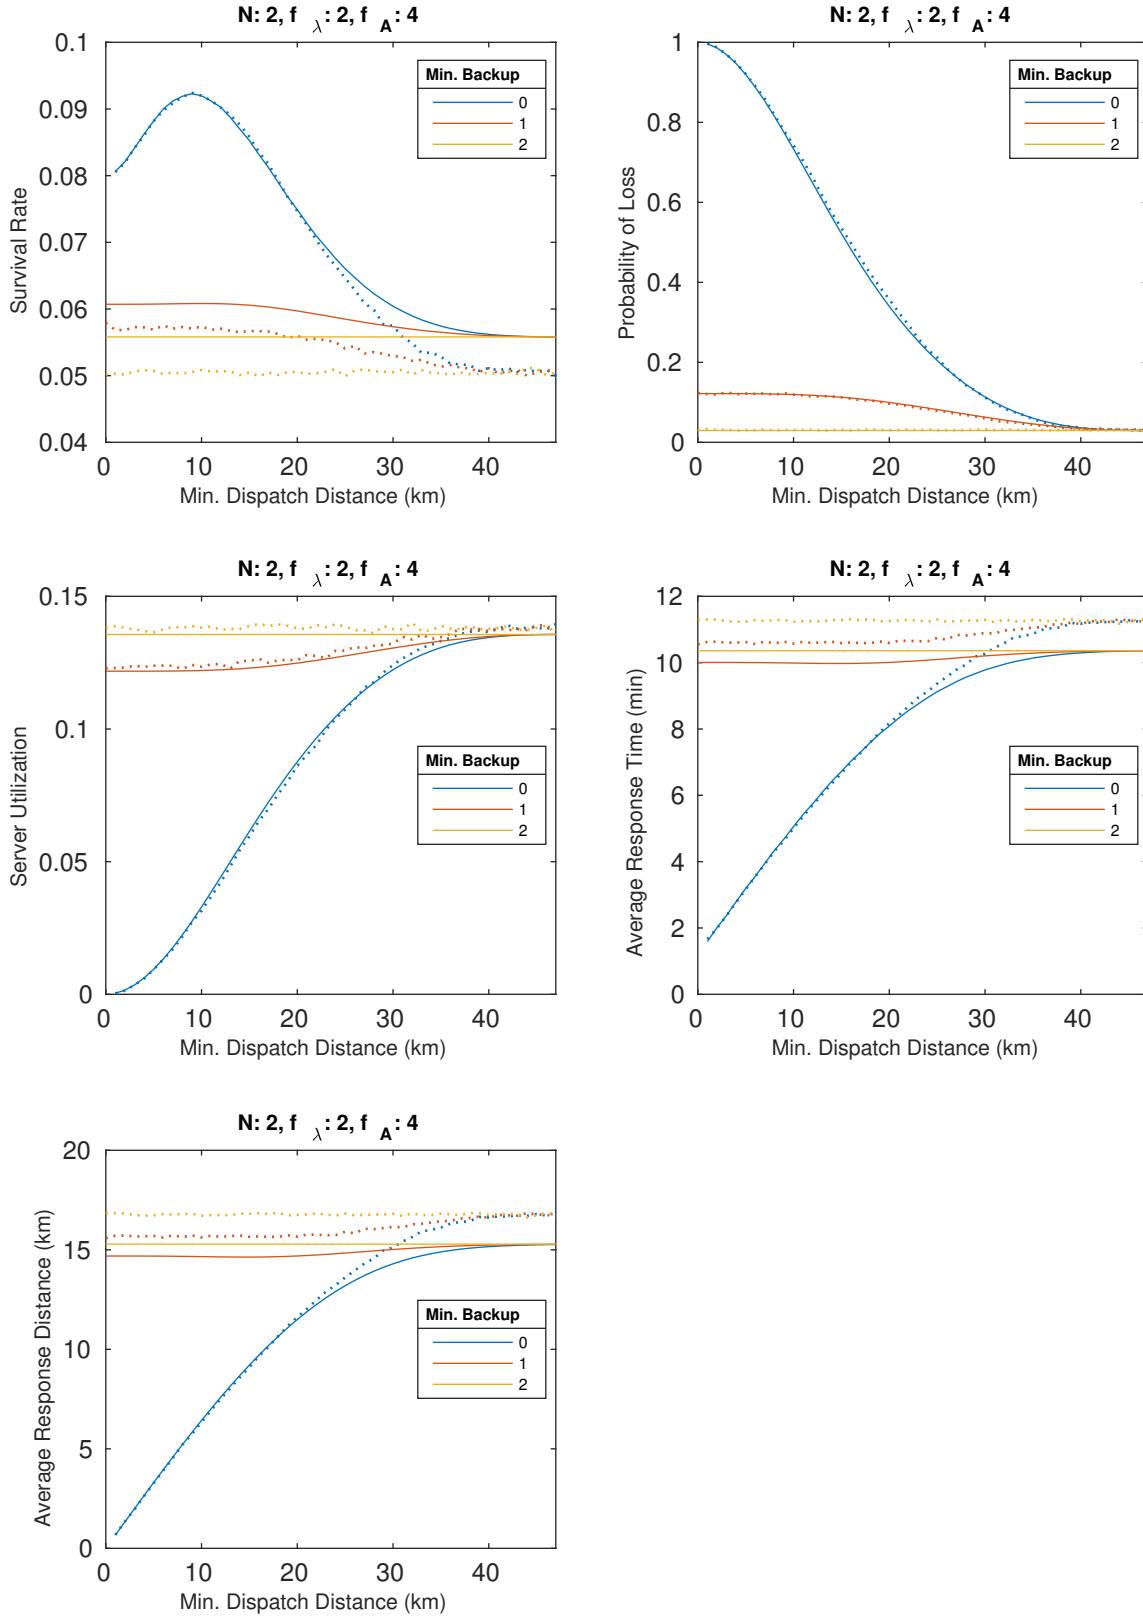 N: 2, f λ: 2, f A: 4
0.1
0.09
0.08
0.07
0.06
0.05
0.04
Survival Rate
Min. Backup
0
1
2
0 10 20 30 40
Min. Dispatch Distance (km)
N: 2, f λ: 2, f A: 4
1
0.8
0.6
0.4
0.2
0
Probability of Loss
Min. Backup
0
1
2
0 10 20 30 40
Min. Dispatch Distance (km)
N: 2, f λ: 2, f A: 4
0.15
0.1
0.05
0
Server Utilization
Min. Backup
0
1
2
0 10 20 30 40
Min. Dispatch Distance (km)
N: 2, f λ: 2, f A: 4
12
10
8
6
4
2
0
Average Response Time (min)
Min. Backup
0
1
2
0 10 20 30 40
Min. Dispatch Distance (km)
N: 2, f λ: 2, f A: 4
20
15
10
5
0
Average Response Distance (km)
Min. Backup
0
1
2
0 10 20 30 40
Min. Dispatch Distance (km)